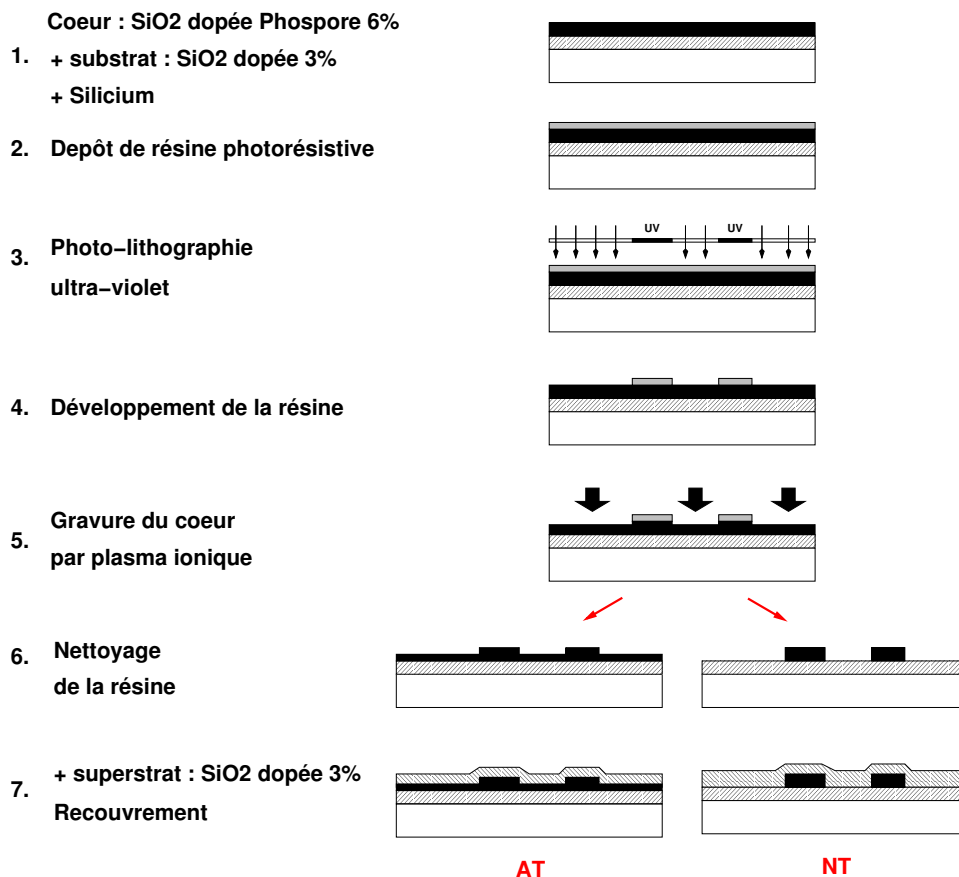 Coeur : SiO2 dopée Phospore 6%
1. + substrat : SiO2 dopée 3%
+ Silicium
2. Depôt de résine photorésistive
UV UV
3. Photo−lithographie
ultra−violet
4. Développement de la résine
5. Gravure du coeur
par plasma ionique
6. Nettoyage
de la résine
7. + superstrat : SiO2 dopée 3%
Recouvrement
AT NT